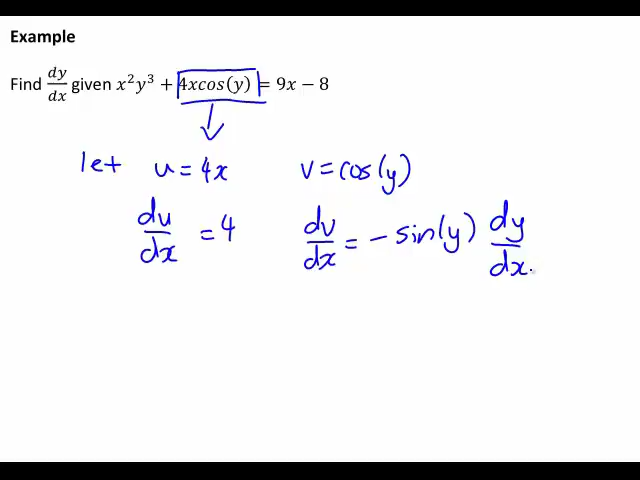 Example
Find dy/dx given x²y³ + 4xcos(y) = 9x − 8
let u = 4x v = cos(y)
du/dx = 4 dv/dx = − sin(y) dy/dx